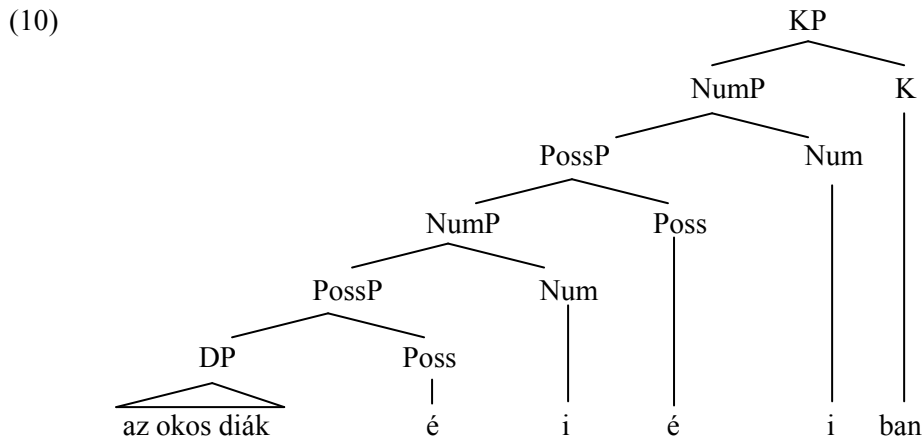 (10)
KP
NumP K
PossP Num
NumP Poss
PossP Num
DP Poss
az okos diák é i é i ban